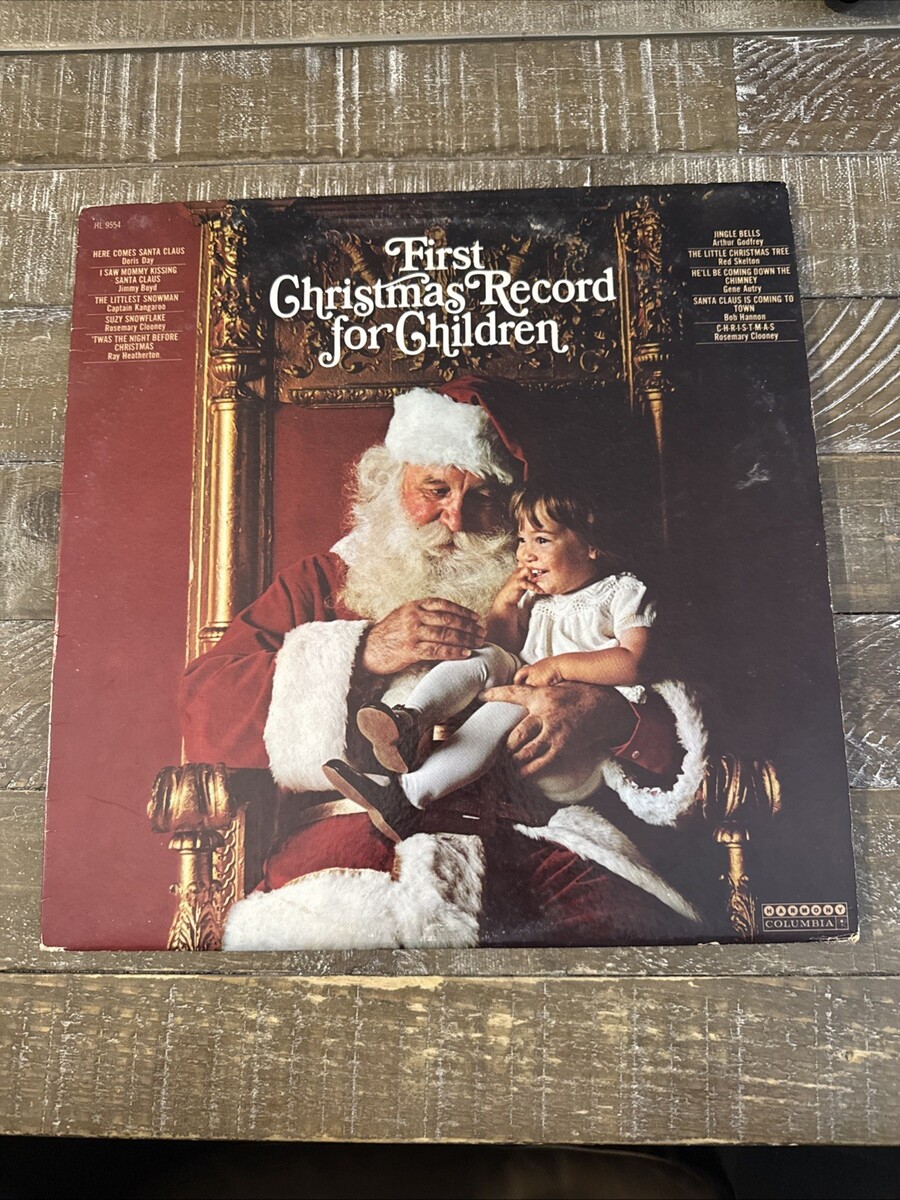 HL 9554
HERE COMES SANTA CLAUS
Doris Day
I SAW MOMMY KISSING
SANTA CLAUS
Jimmy Boyd
THE LITTLEST SNOWMAN
Captain Kangaroo
SUZY SNOWFLAKE
Rosemary Clooney
'TWAS THE NIGHT BEFORE
CHRISTMAS
Ray Heatherton
First
Christmas Record
for Children
JINGLE BELLS
Arthur Godfrey
THE LITTLE CHRISTMAS TREE
Red Skelton
HE'LL BE COMING DOWN THE
CHIMNEY
Gene Autry
SANTA CLAUS IS COMING TO
TOWN
Bob Hannon
C-H-R-I-S-T-M-A-S
Rosemary Clooney
HARMONY
COLUMBIA